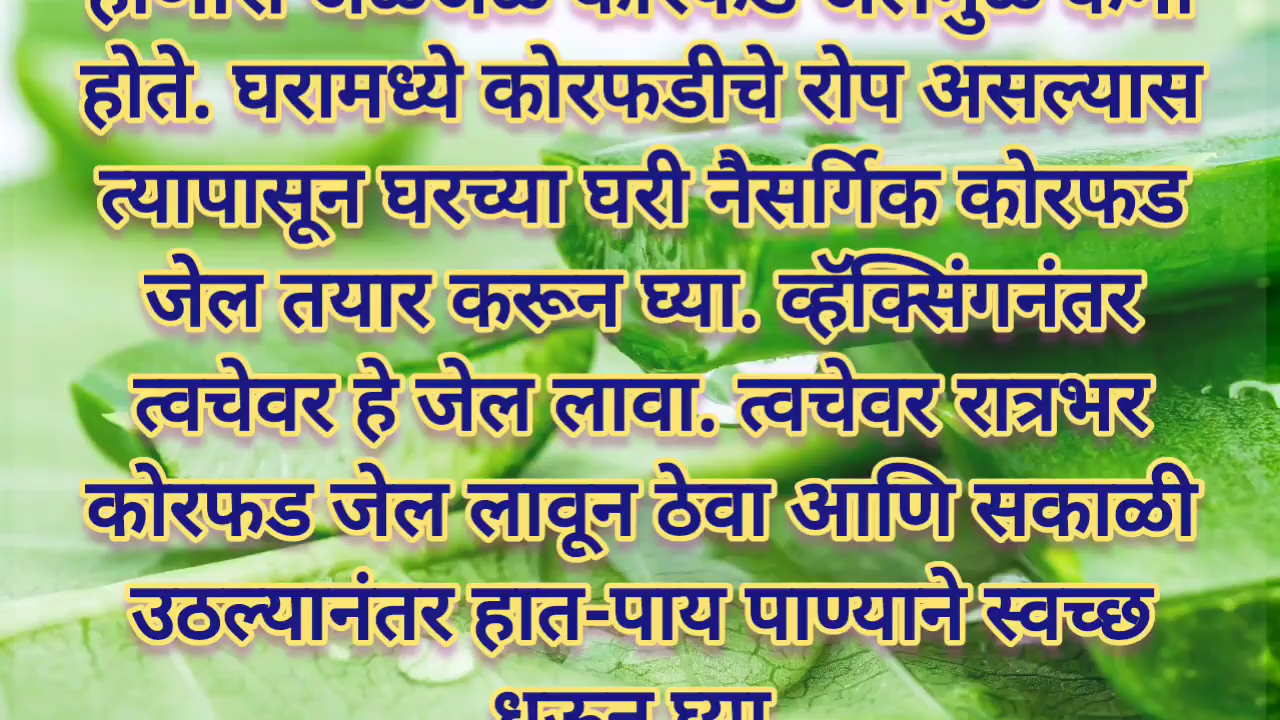 होते. घरामध्ये कोरफडीचे रोप असल्यास
त्यापासून घरच्या घरी नैसर्गिक कोरफड
जेल तयार करून घ्या. व्हॅक्सिंगनंतर
त्वचेवर हे जेल लावा. त्वचेवर रात्रभर
कोरफड जेल लावून ठेवा आणि सकाळी
उठल्यानंतर हात-पाय पाण्याने स्वच्छ